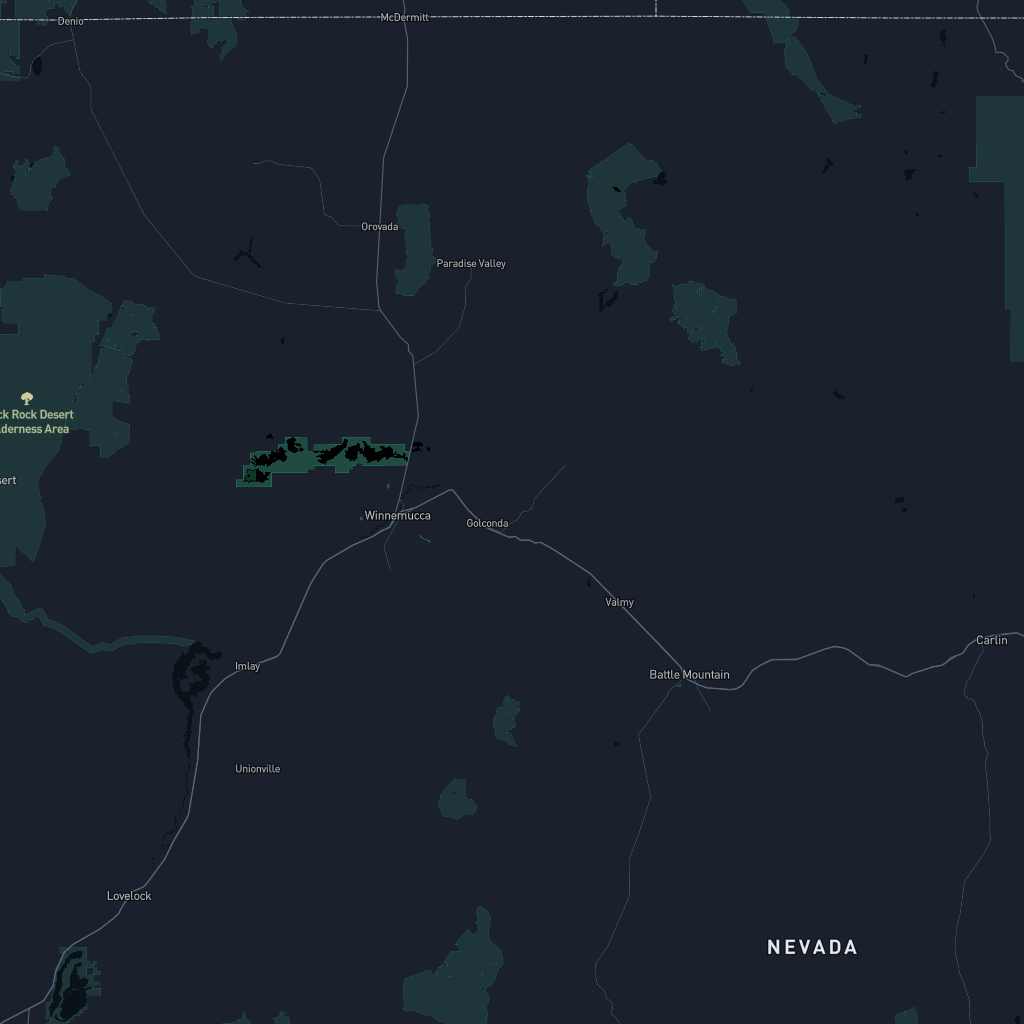 Denio
McDermitt
Orovada
Paradise Valley
ck Rock Desert
lderness Area
sert
Winnemucca
Golconda
Valmy
Carlin
Imlay
Battle Mountain
Unionville
Lovelock
NEVADA